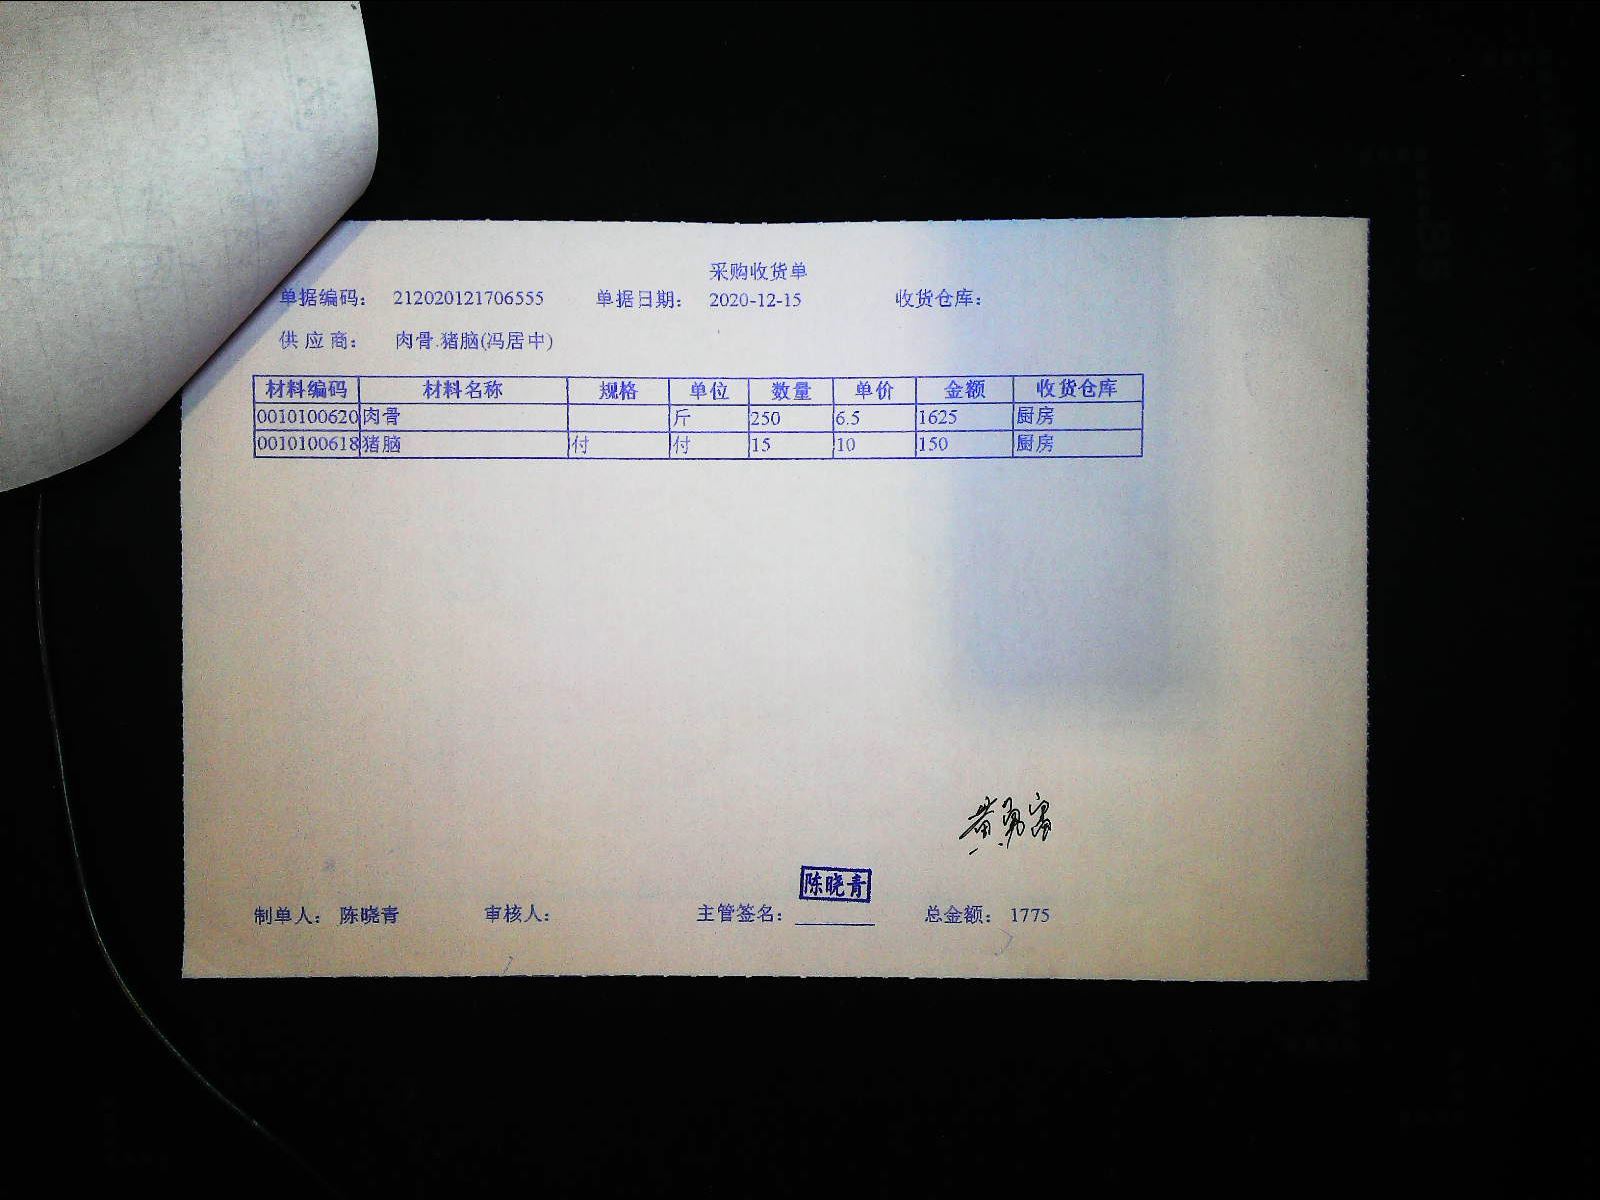 采购收货单
单据编码: 212020121706555 单据日期: 2020-12-15 收货仓库:
供应商: 肉骨.猪脑(冯居中)
材料编码 材料名称 规格 单位 数量 单价 金额 收货仓库
0010100620 肉骨 斤 250 6.5 1625 厨房
0010100618 猪脑 付 付 15 10 150 厨房
陈晓青
制单人: 陈晓青 审核人: 主管签名: 总金额: 1775